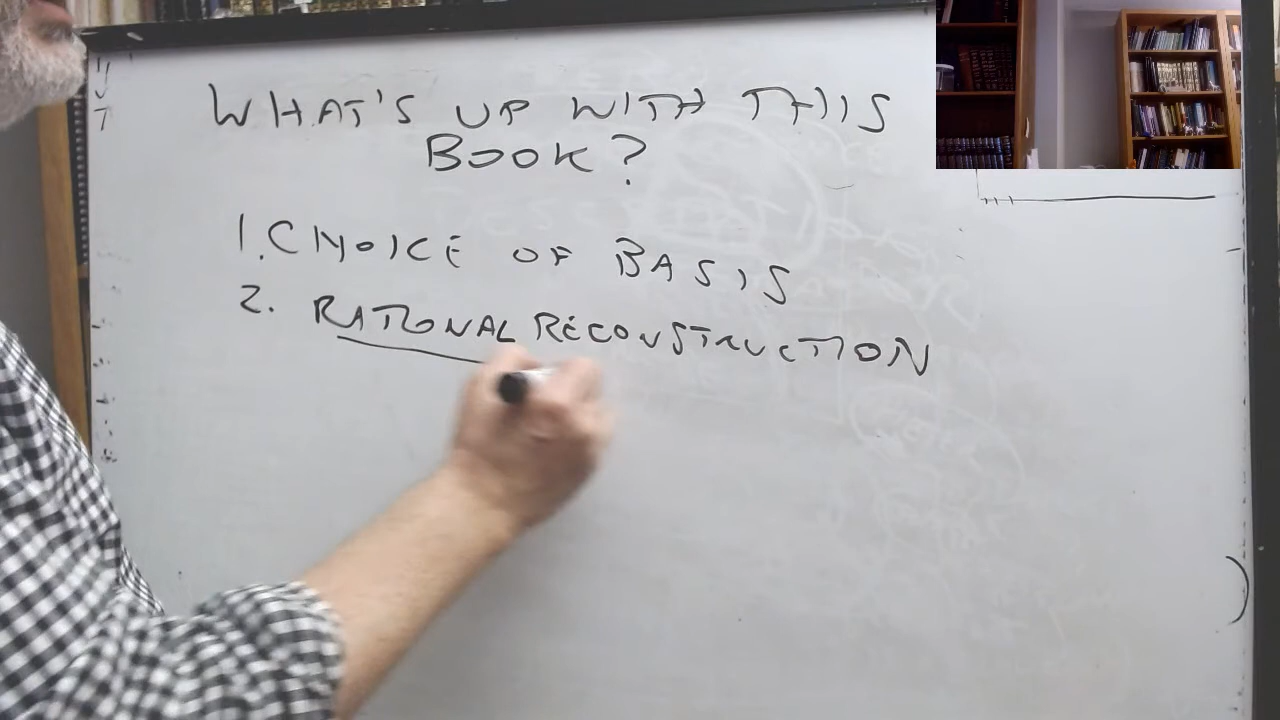 WHAT'S UP WITH THIS
BOOK?
1. CHOICE OF BASIS
2. RATIONAL RECONSTRUCTION